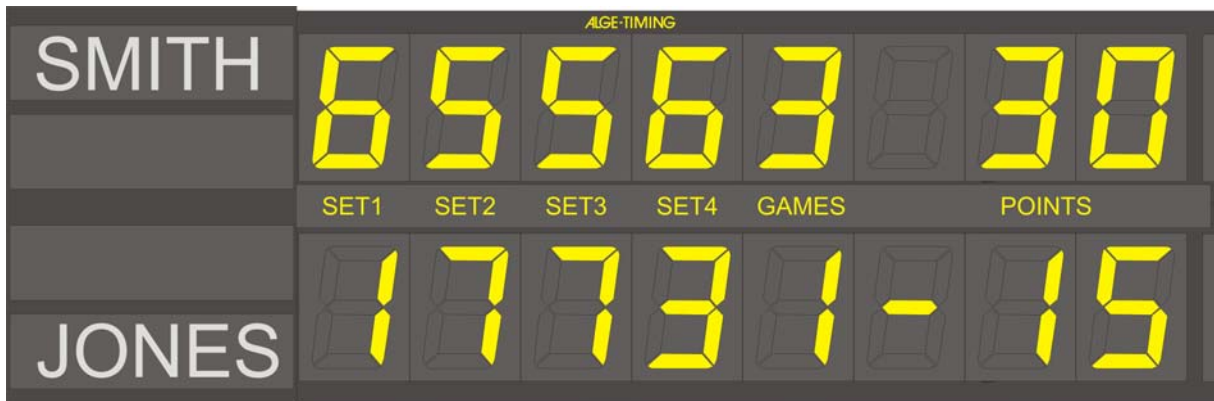 ALGE-TIMING
SMITH 6 5 5 6 3 30
SET1 SET2 SET3 SET4 GAMES POINTS
JONES 1 7 7 3 1 - 15